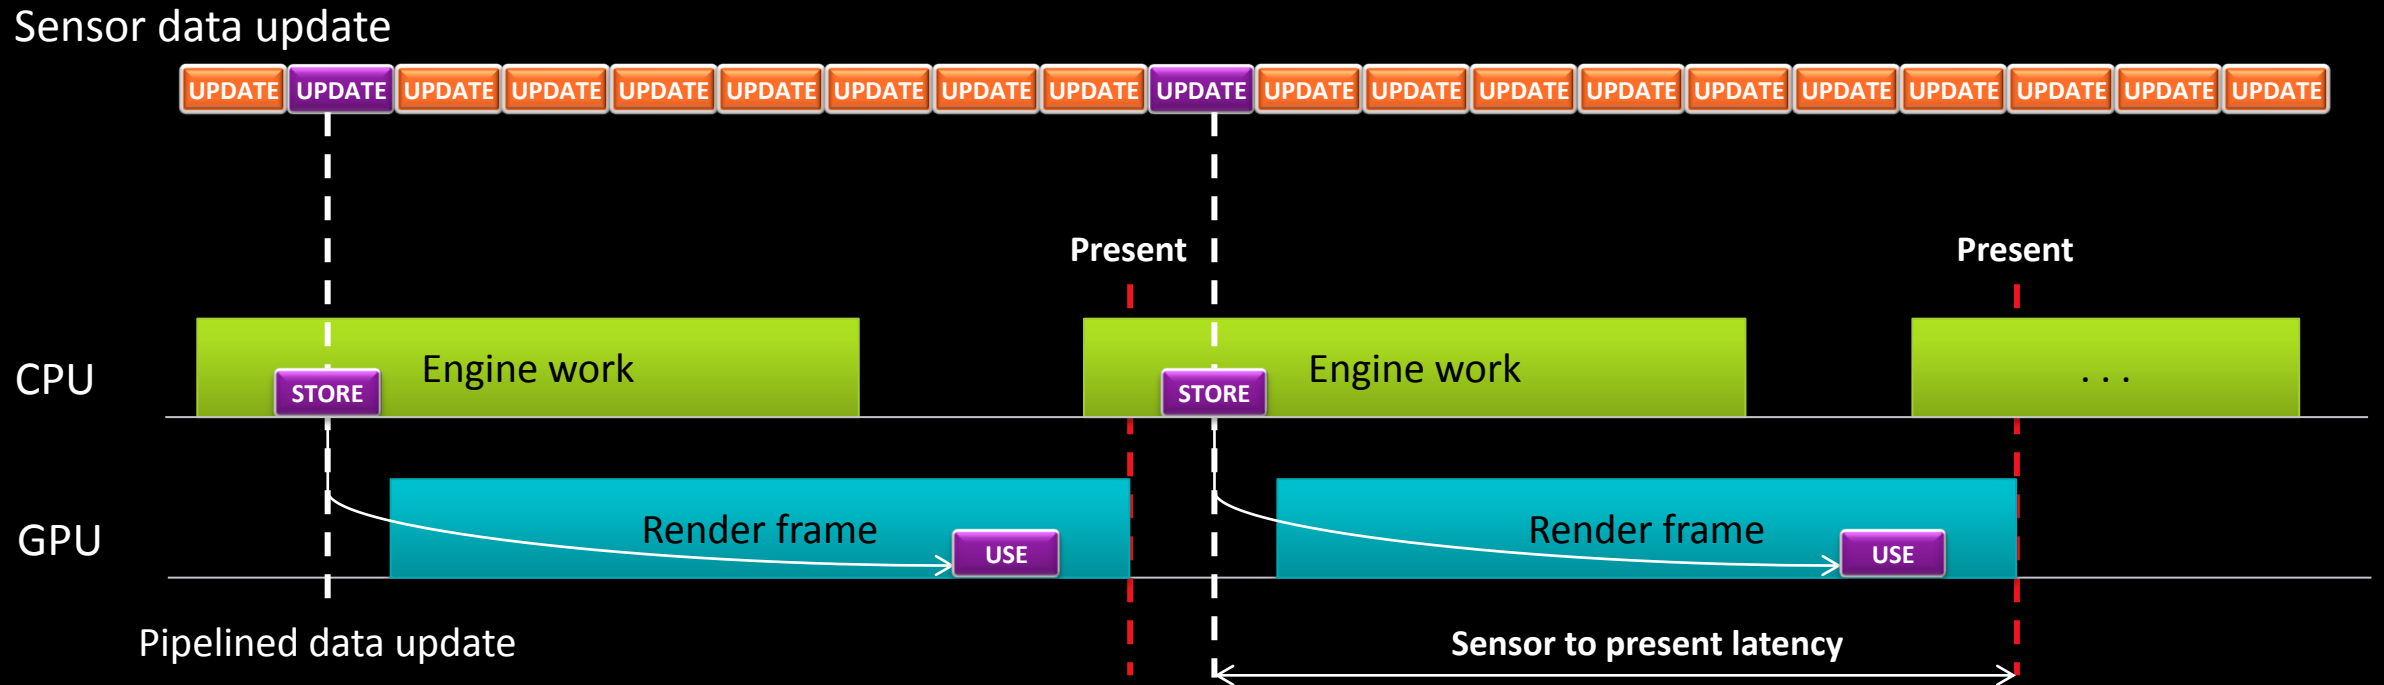 Sensor data update
UPDATE UPDATE UPDATE UPDATE UPDATE UPDATE UPDATE UPDATE UPDATE UPDATE UPDATE UPDATE UPDATE UPDATE UPDATE UPDATE UPDATE UPDATE UPDATE UPDATE
Present Present
CPU Engine work Engine work . . .
STORE STORE
GPU Render frame Render frame
USE USE
Pipelined data update Sensor to present latency